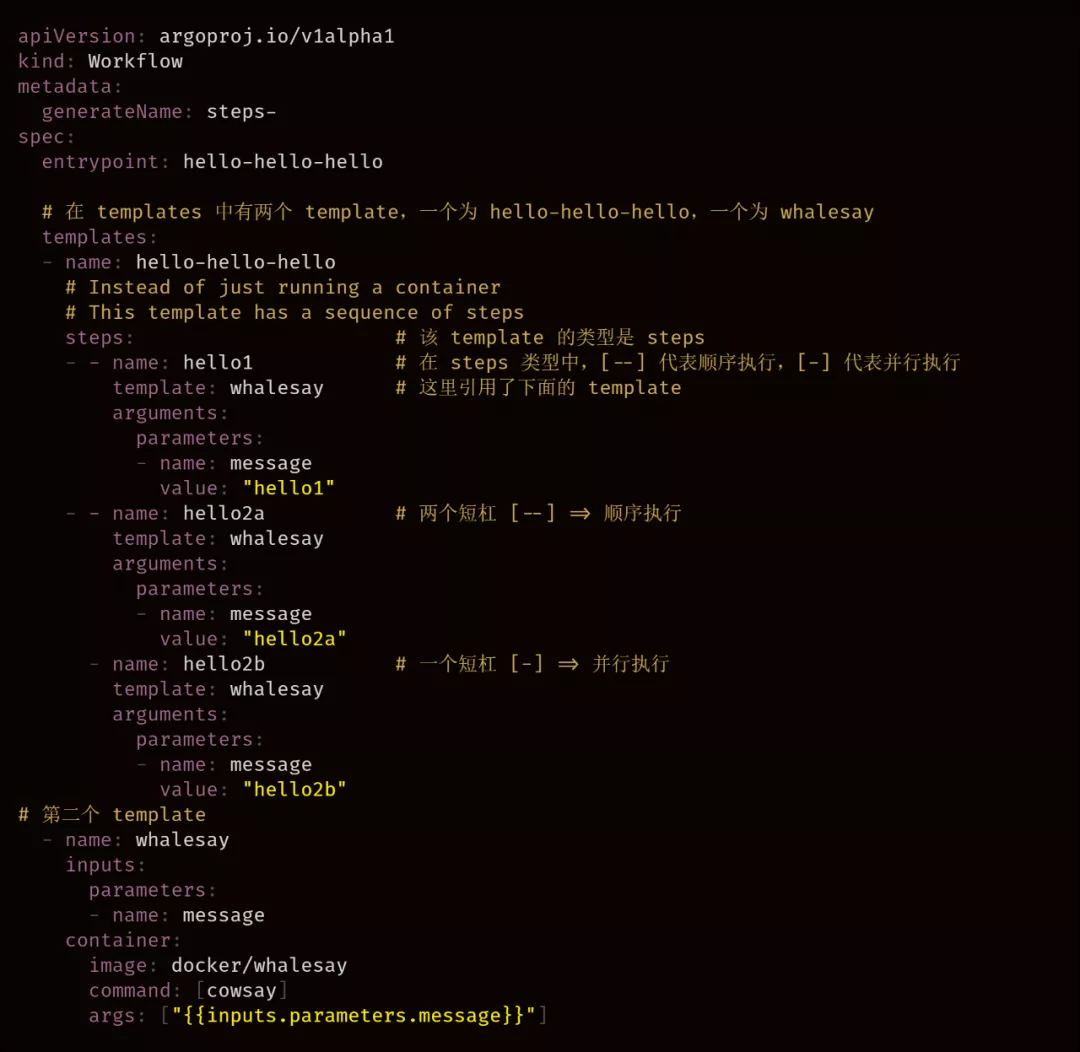 apiVersion: argoproj.io/v1alpha1
kind: Workflow
metadata:
  generateName: steps-
spec:
  entrypoint: hello-hello-hello

  # 在 templates 中有两个 template，一个为 hello-hello-hello，一个为 whalesay
  templates:
  - name: hello-hello-hello
    # Instead of just running a container
    # This template has a sequence of steps
    steps:                      # 该 template 的类型是 steps
    - - name: hello1            # 在 steps 类型中，[--] 代表顺序执行，[-] 代表并行执行
        template: whalesay      # 这里引用了下面的 template
        arguments:
          parameters:
          - name: message
            value: "hello1"
    - - name: hello2a           # 两个短杠 [--] => 顺序执行
        template: whalesay
        arguments:
          parameters:
          - name: message
            value: "hello2a"
      - name: hello2b           # 一个短杠 [-] => 并行执行
        template: whalesay
        arguments:
          parameters:
          - name: message
            value: "hello2b"
# 第二个 template
  - name: whalesay
    inputs:
      parameters:
      - name: message
    container:
      image: docker/whalesay
      command: [cowsay]
      args: ["{{inputs.parameters.message}}"]